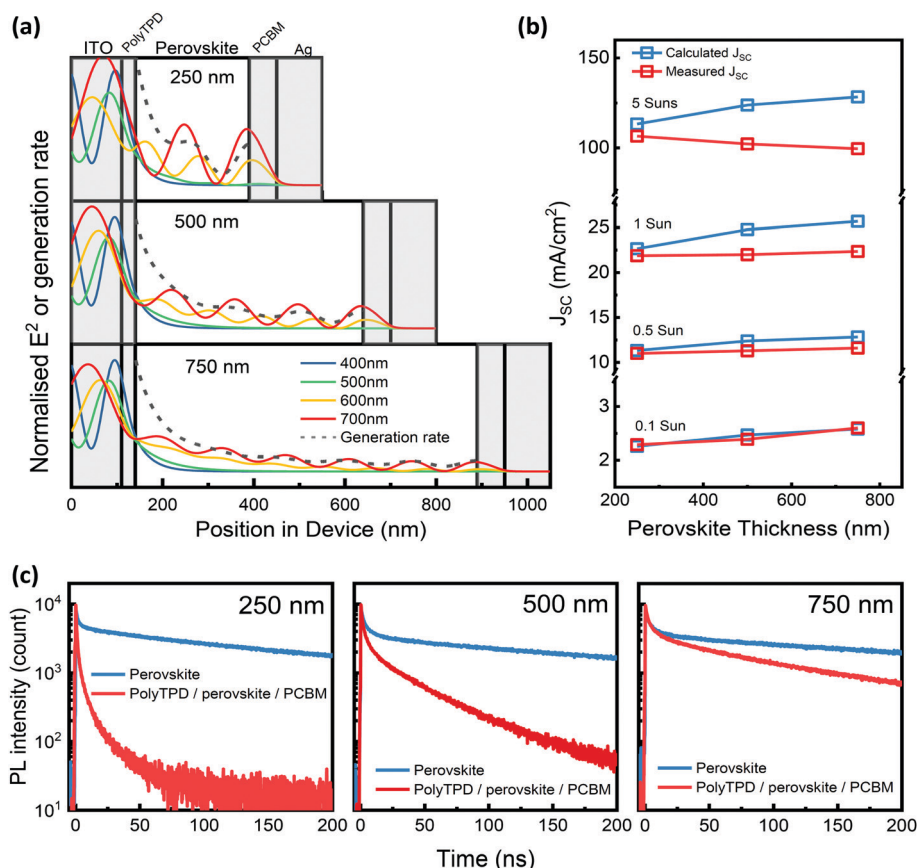 (a)
ITO PolyTPD Perovskite PCBM Ag
250 nm
500 nm
750 nm
400nm
500nm
600nm
700nm
Generation rate
Normalised E² or generation rate
0 200 400 600 800 1000
Position in Device (nm)
(b)
Calculated J_SC
Measured J_SC
5 Suns
1 Sun
0.5 Sun
0.1 Sun
150
100
25
20
10
3
2
J_SC (mA/cm²)
200 400 600 800
Perovskite Thickness (nm)
(c)
PL intensity (count)
10⁴
10³
10²
10¹
250 nm
Perovskite
PolyTPD / perovskite / PCBM
0 50 100 150 200
500 nm
Perovskite
PolyTPD / perovskite / PCBM
0 50 100 150 200
750 nm
Perovskite
PolyTPD / perovskite / PCBM
0 50 100 150 200
Time (ns)